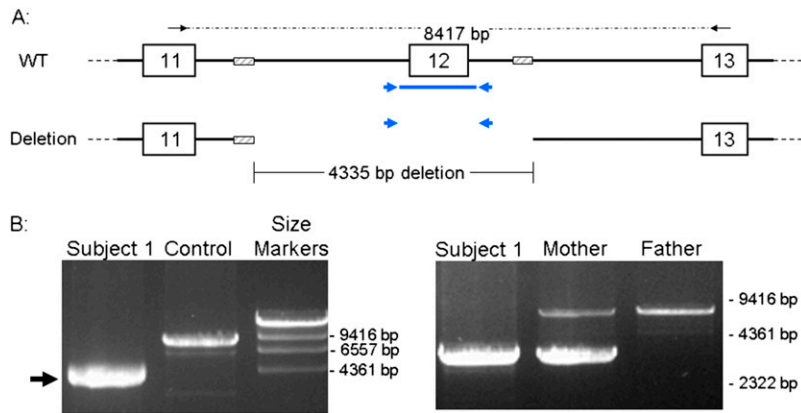 A:
8417 bp
WT
11
12
13
Deletion
11
13
4335 bp deletion
B:
Subject 1 Control Size Markers
- 9416 bp
- 6557 bp
- 4361 bp
Subject 1 Mother Father
- 9416 bp
- 4361 bp
- 2322 bp